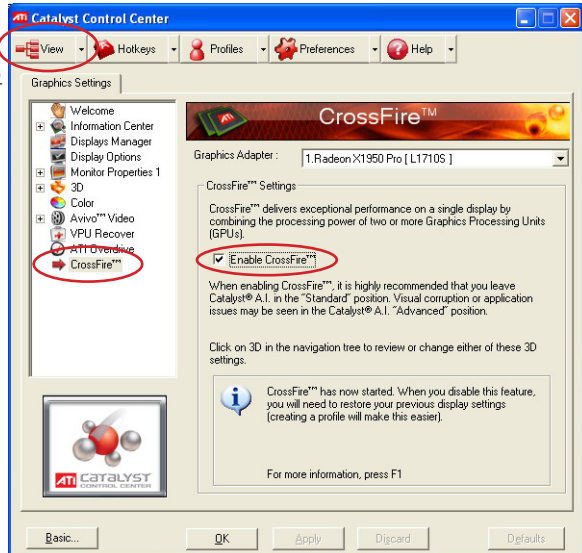 ATI Catalyst Control Center
View Hotkeys Profiles Preferences Help
Graphics Settings
Welcome
Information Center
Displays Manager
Display Options
Monitor Properties 1
3D
Color
Avivo™ Video
VPU Recover
ATI Overdrive
CrossFire™
ATI CATALYST
CONTROL CENTER
CrossFire™
Graphics Adapter :
1.Radeon X1950 Pro [ L1710S ]
CrossFire™ Settings
CrossFire™ delivers exceptional performance on a single display by
combining the processing power of two or more Graphics Processing Units
(GPUs).
Enable CrossFire™
When enabling CrossFire™, it is highly recommended that you leave
Catalyst® A.I. in the "Standard" position. Visual corruption or application
issues may be seen in the Catalyst® A.I. "Advanced" position.
Click on 3D in the navigation tree to review or change either of these 3D
settings.
CrossFire™ has now started. When you disable this feature,
you will need to restore your previous display settings
(creating a profile will make this easier).
For more information, press F1
Basic... OK Apply Discard Defaults